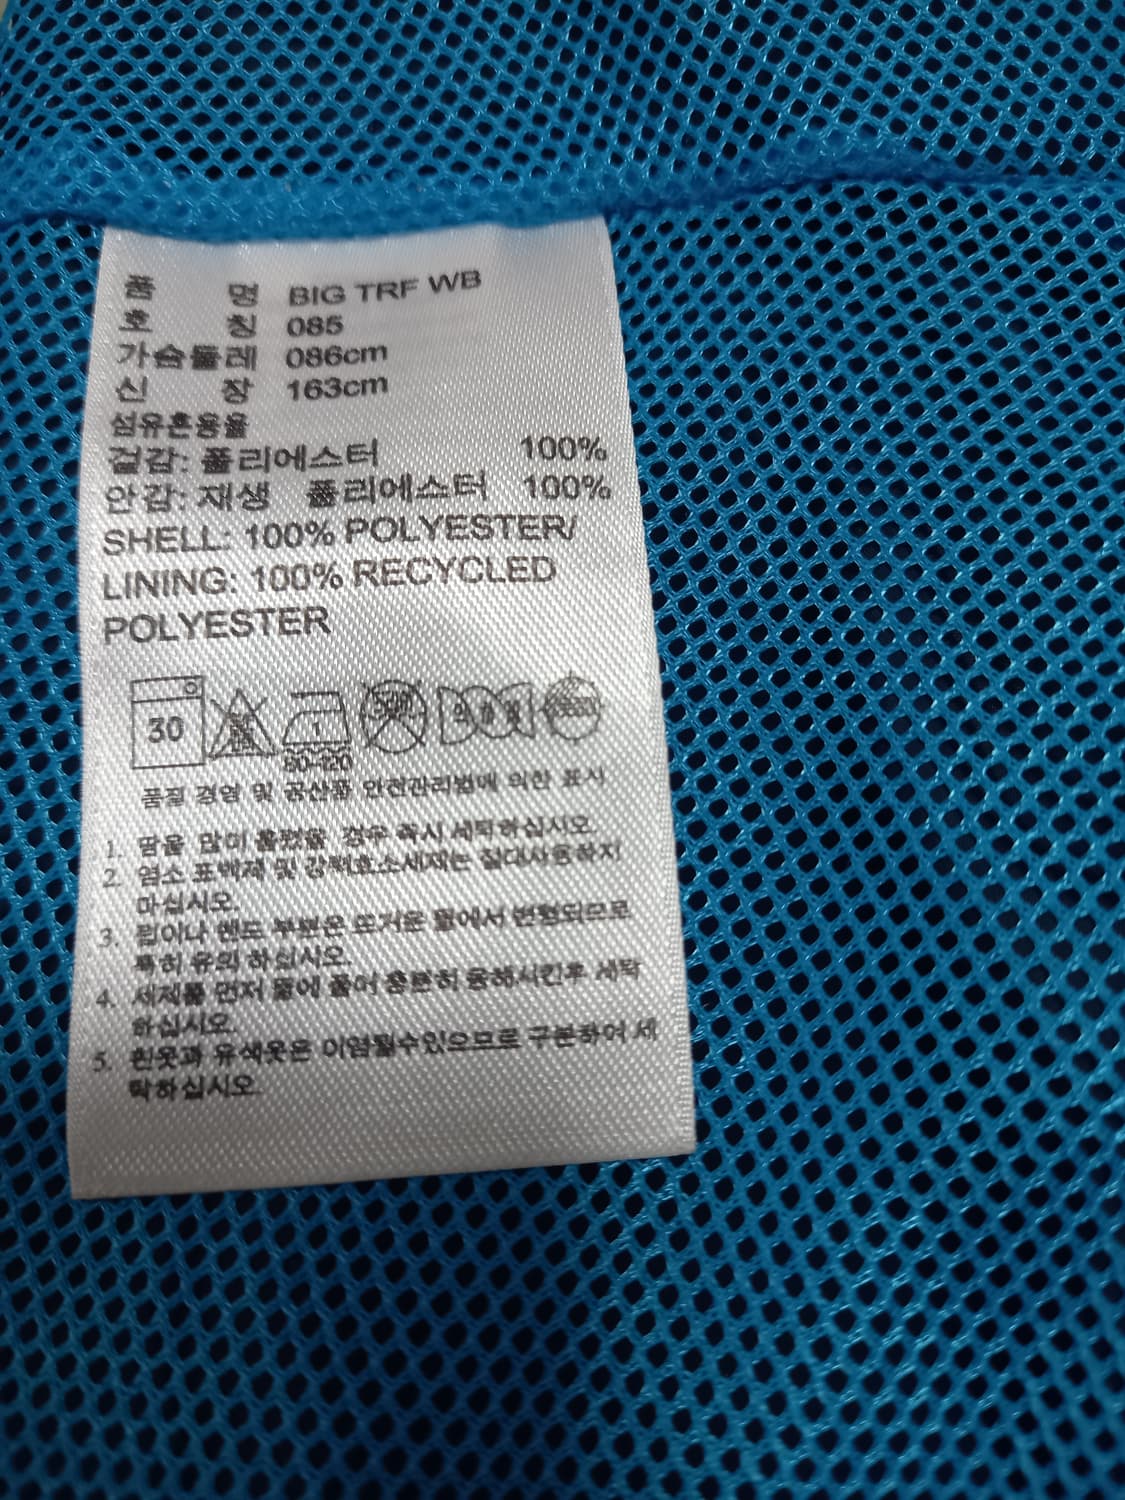 품 명 BIG TRF WB
호 칭 085
가슴둘레 086cm
신 장 163cm
섬유혼용율
겉감: 폴리에스터 100%
안감: 재생 폴리에스터 100%
SHELL: 100% POLYESTER/
LINING: 100% RECYCLED
POLYESTER
30
1
80~120
품질 경영 및 공산품 안전관리법에 의한 표시
1. 땀을 많이 흘렸을 경우 즉시 세탁하십시오.
2. 염소 표백제 및 강력효소세제는 절대사용하지
마십시오.
3. 립이나 밴드 부분은 뜨거운 물에서 변형되므로
특히 유의 하십시오.
4. 세제를 먼저 물에 풀어 충분히 용해시킨후 세탁
하십시오.
5. 흰옷과 유색옷은 이염될수있으므로 구분하여 세
탁하십시오.